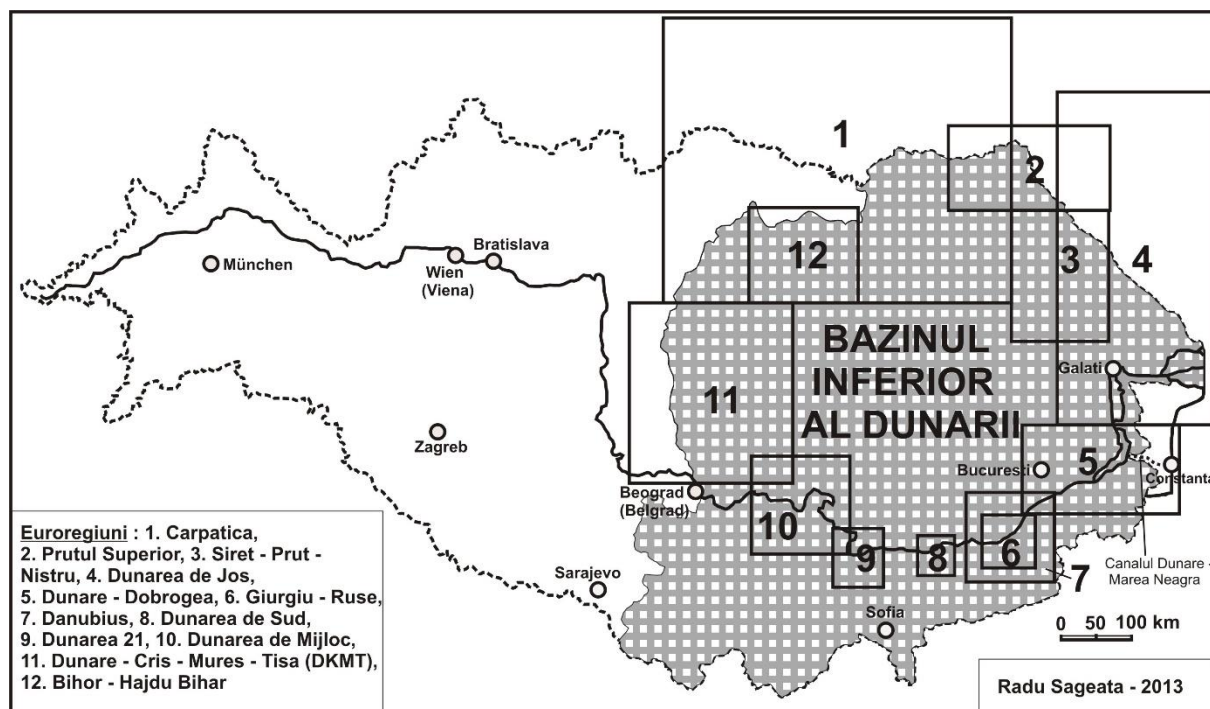 1
2
12
3
4
München
Wien
(Viena)
Bratislava
BAZINUL
INFERIOR
AL DUNARII
Galati
11
Zagreb
5
Bucuresti
Constanta
Beograd
(Belgrad)
10
9
8
6
7
Canalul Dunare -
Marea Neagra
Sarajevo
Sofia
0 50 100 km
Euroregiuni : 1. Carpatica,
2. Prutul Superior, 3. Siret - Prut -
Nistru, 4. Dunarea de Jos,
5. Dunare - Dobrogea, 6. Giurgiu - Ruse,
7. Danubius, 8. Dunarea de Sud,
9. Dunarea 21, 10. Dunarea de Mijloc,
11. Dunare - Cris - Mures - Tisa (DKMT),
12. Bihor - Hajdu Bihar
Radu Sageata - 2013